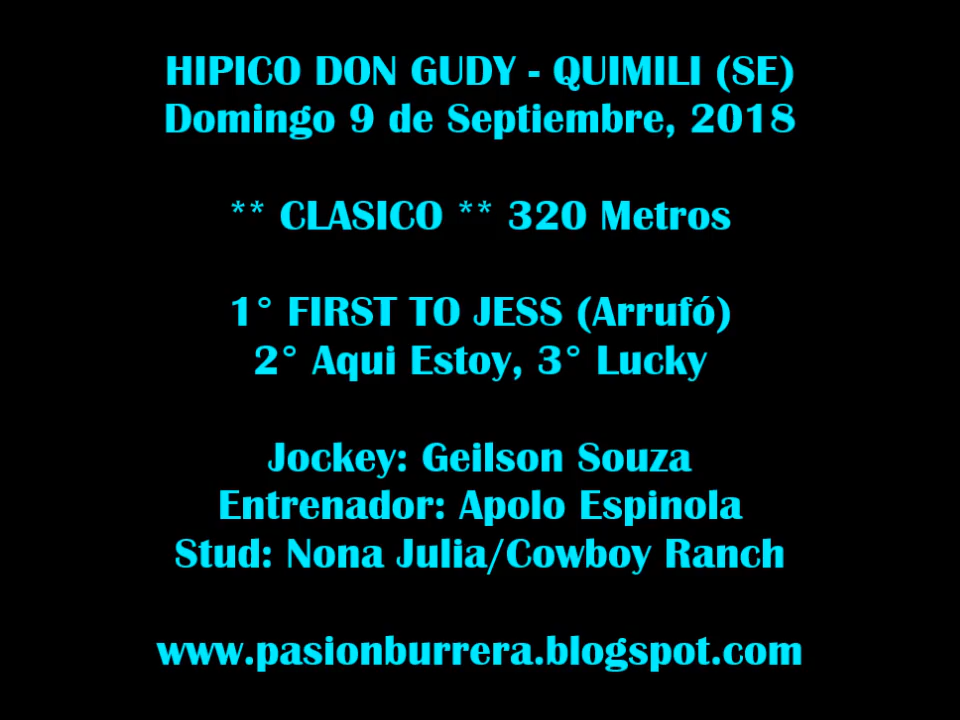 HIPICO DON GUDY - QUIMILI (SE)
Domingo 9 de Septiembre, 2018
** CLASICO ** 320 Metros
1° FIRST TO JESS (Arrufó)
2° Aqui Estoy, 3° Lucky
Jockey: Geilson Souza
Entrenador: Apolo Espinola
Stud: Nona Julia/Cowboy Ranch
www.pasionburrera.blogspot.com